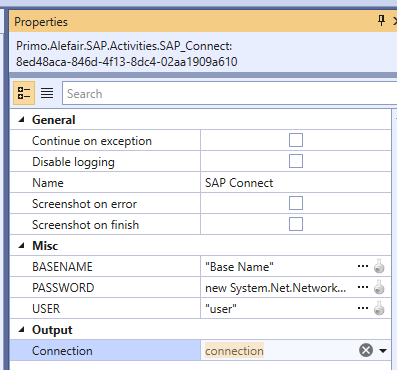 Properties
Primo.Alefair.SAP.Activities.SAP_Connect:
8ed48aca-846d-4f13-8dc4-02aa1909a610
Search
General
Continue on exception
Disable logging
Name SAP Connect
Screenshot on error
Screenshot on finish
Misc
BASENAME "Base Name" ...
PASSWORD new System.Net.Network... ...
USER "user" ...
Output
Connection connection